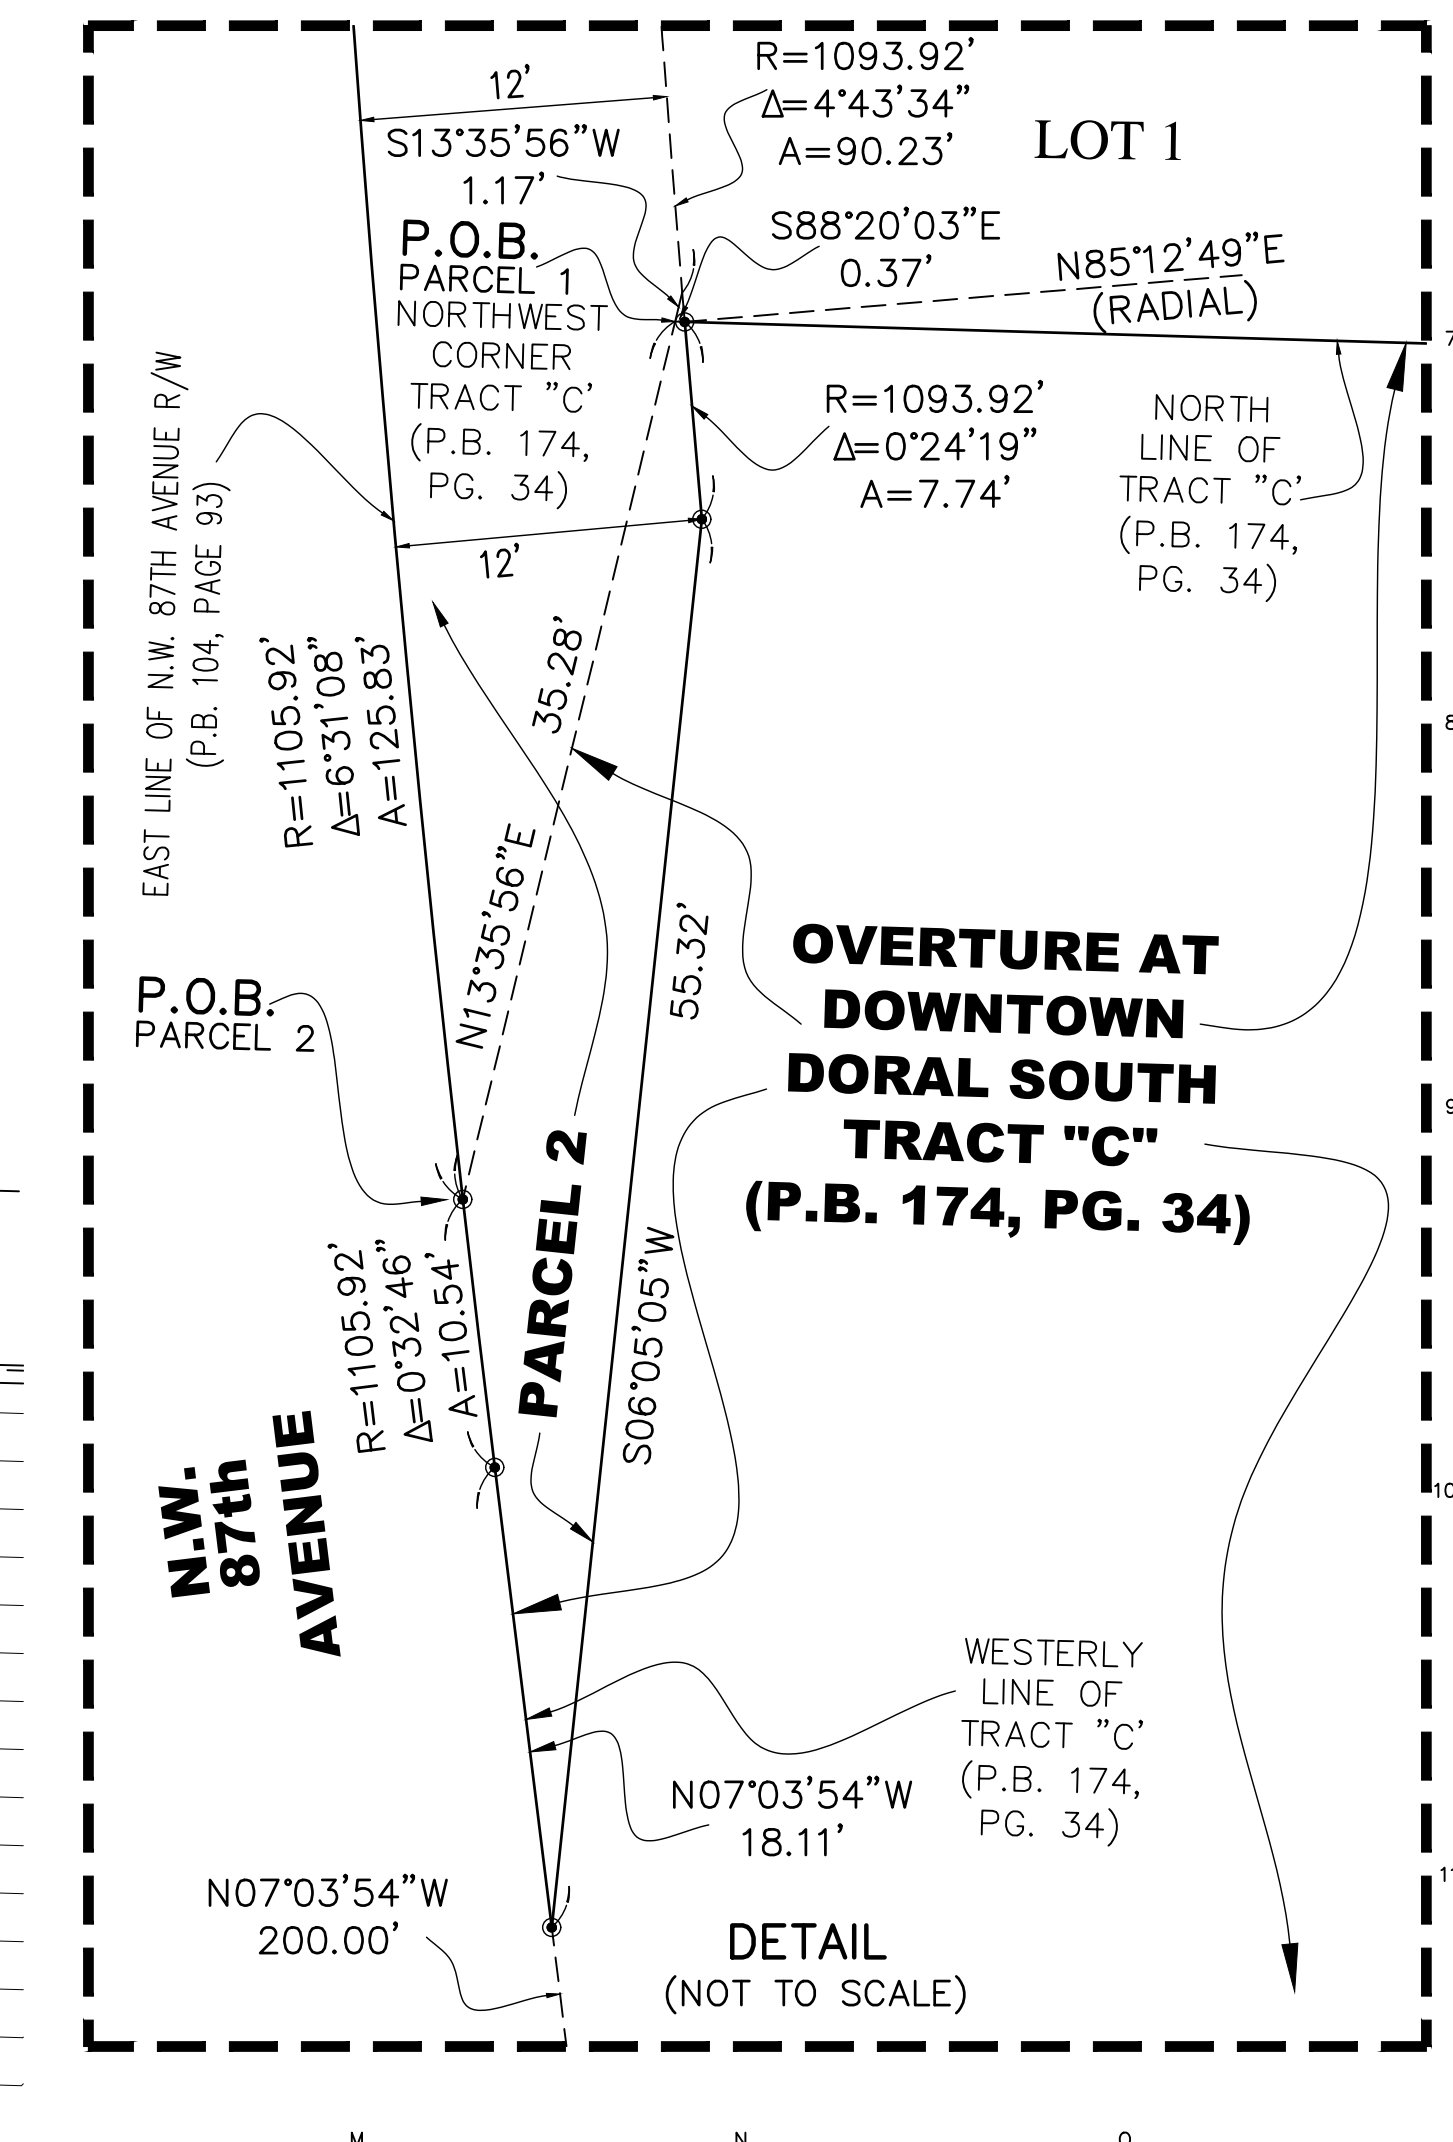 12'
R=1093.92'
Δ=4°43'34"
A=90.23'
LOT 1
S13°35'56"W
1.17'
P.O.B.
PARCEL 1
S88°20'03"E
0.37'
N85°12'49"E
(RADIAL)
NORTHWEST
CORNER
TRACT "C'
(P.B. 174,
PG. 34)
R=1093.92'
Δ=0°24'19"
A=7.74'
NORTH
LINE OF
TRACT "C'
(P.B. 174,
PG. 34)
7
EAST LINE OF N.W. 87TH AVENUE R/W
(P.B. 104, PAGE 93)
12'
R=1105.92'
Δ=6°31'08"
A=125.83'
35.28'
N13°35'56"E
8
55.32'
S06°05'05"W
OVERTURE AT
DOWNTOWN
DORAL SOUTH
TRACT "C"
(P.B. 174, PG. 34)
P.O.B.
PARCEL 2
9
PARCEL 2
R=1105.92'
Δ=0°32'46"
A=10.54'
N.W.
87th
AVENUE
10
WESTERLY
LINE OF
TRACT "C'
(P.B. 174,
PG. 34)
N07°03'54"W
18.11'
11
N07°03'54"W
200.00'
DETAIL
(NOT TO SCALE)
M
N